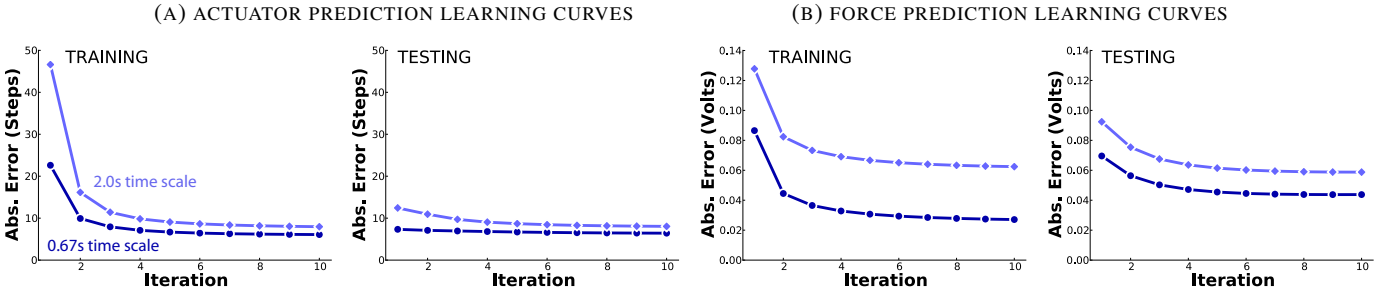 (A) ACTUATOR PREDICTION LEARNING CURVES
(B) FORCE PREDICTION LEARNING CURVES
50
40
30
20
10
0
Abs. Error (Steps)
TRAINING
2.0s time scale
0.67s time scale
2 4 6 8 10
Iteration
50
40
30
20
10
0
Abs. Error (Steps)
TESTING
2 4 6 8 10
Iteration
0.14
0.12
0.10
0.08
0.06
0.04
0.02
0.00
Abs. Error (Volts)
TRAINING
2 4 6 8 10
Iteration
0.14
0.12
0.10
0.08
0.06
0.04
0.02
0.00
Abs. Error (Volts)
TESTING
2 4 6 8 10
Iteration